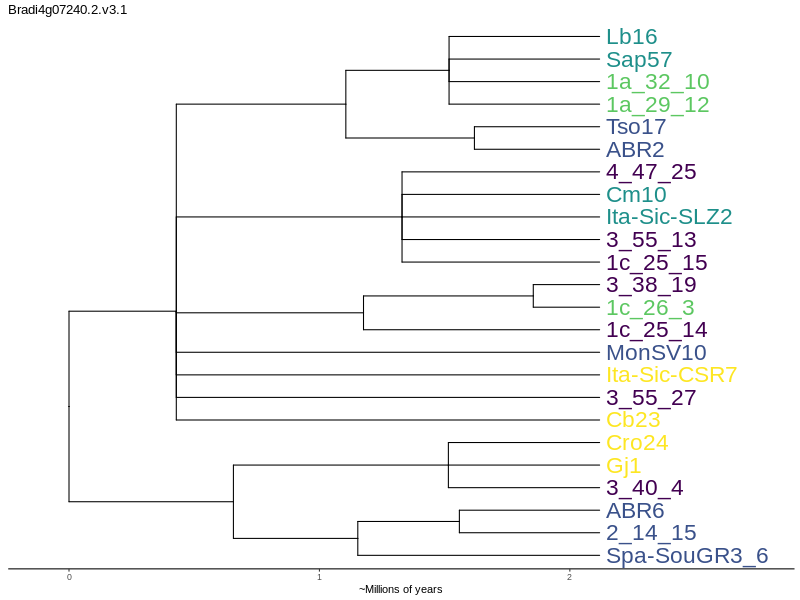 Bradi4g07240.2.v3.1
Lb16
Sap57
1a_32_10
1a_29_12
Tso17
ABR2
4_47_25
Cm10
Ita-Sic-SLZ2
3_55_13
1c_25_15
3_38_19
1c_26_3
1c_25_14
MonSV10
Ita-Sic-CSR7
3_55_27
Cb23
Cro24
Gj1
3_40_4
ABR6
2_14_15
Spa-SouGR3_6
0 1 2
~Millions of years